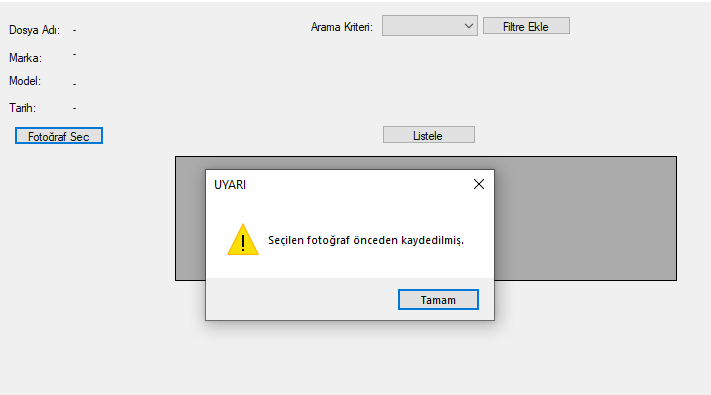 Dosya Adı: -
Arama Kriteri:
Filtre Ekle
Marka: -
Model: -
Tarih: -
Fotoğraf Sec
Listele
UYARI
Seçilen fotoğraf önceden kaydedilmiş.
Tamam